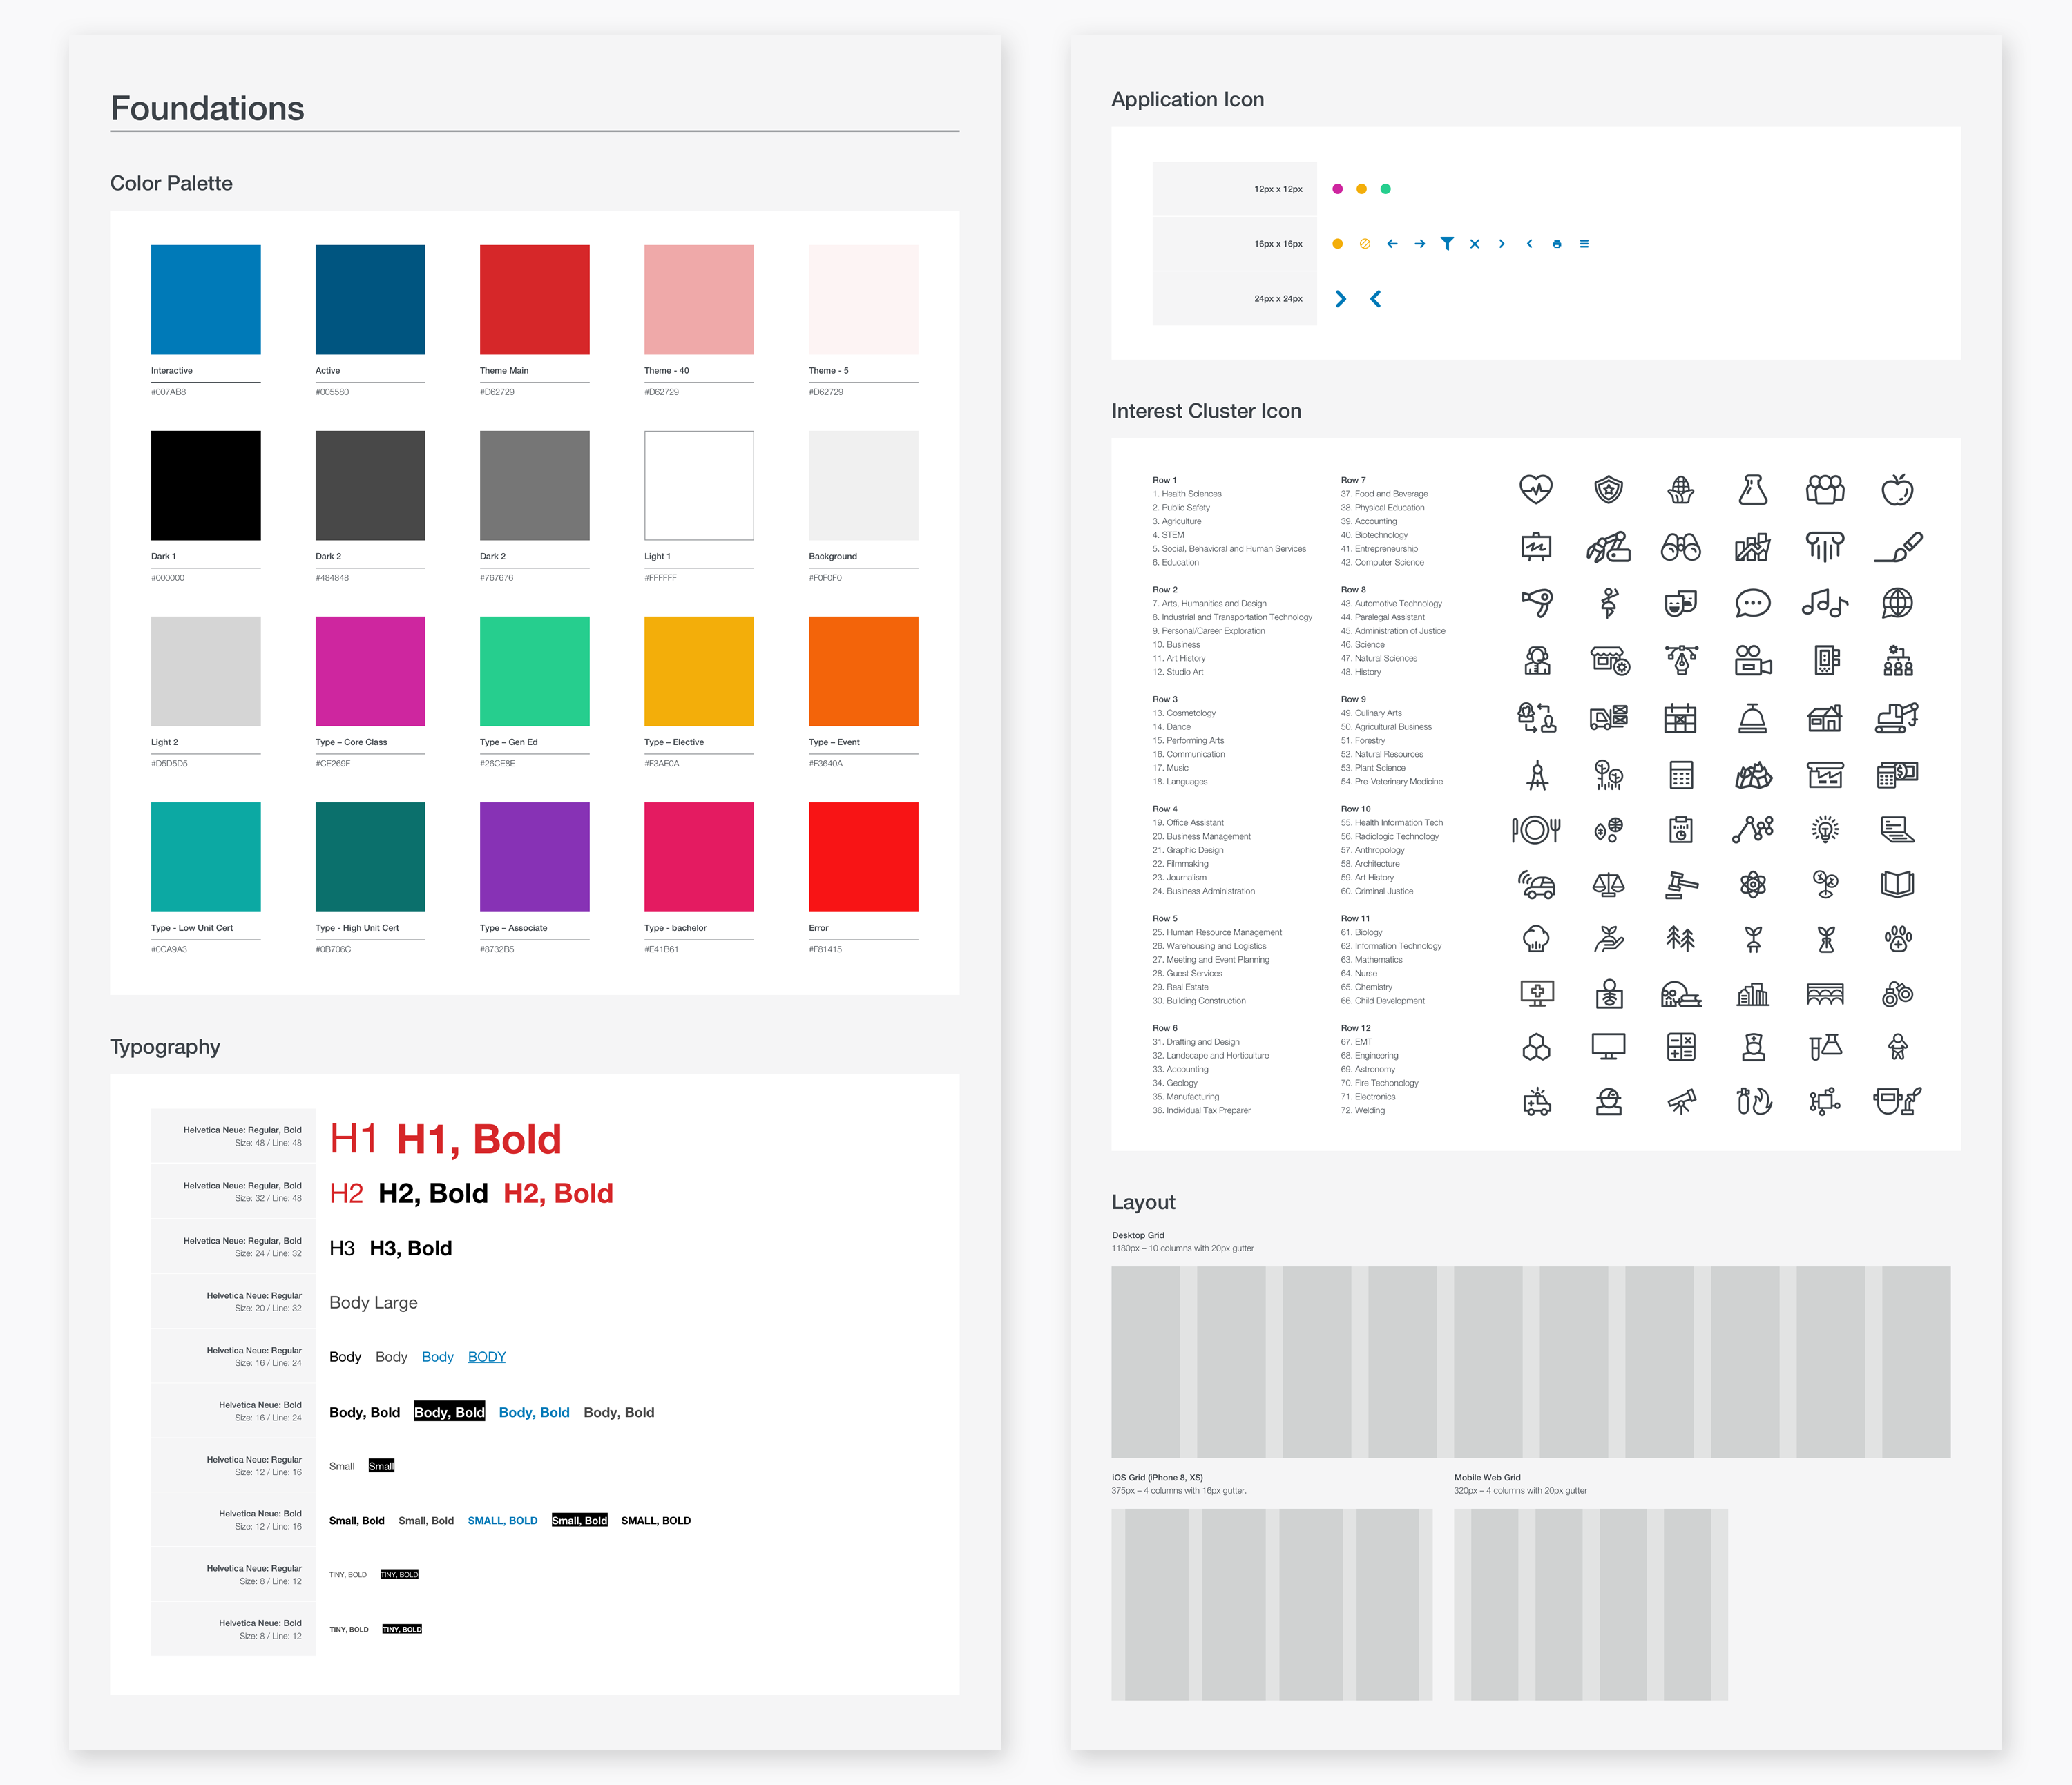 Foundations
Color Palette
Interactive
#007AB8
Active
#005580
Theme Main
#D62729
Theme - 40
#D62729
Theme - 5
#D62729
Dark 1
#000000
Dark 2
#484848
Dark 2
#767676
Light 1
#FFFFFF
Background
#F0F0F0
Light 2
#D5D5D5
Type – Core Class
#CE269F
Type – Gen Ed
#26CE8E
Type – Elective
#F3AE0A
Type – Event
#F3640A
Type - Low Unit Cert
#0CA9A3
Type - High Unit Cert
#0B706C
Type – Associate
#8732B5
Type - bachelor
#E41B61
Error
#F81415
Typography
Helvetica Neue: Regular, Bold
Size: 48 / Line: 48
H1 H1, Bold
Helvetica Neue: Regular, Bold
Size: 32 / Line: 48
H2 H2, Bold H2, Bold
Helvetica Neue: Regular, Bold
Size: 24 / Line: 32
H3 H3, Bold
Helvetica Neue: Regular
Size: 20 / Line: 32
Body Large
Helvetica Neue: Regular
Size: 16 / Line: 24
Body Body Body BODY
Helvetica Neue: Bold
Size: 16 / Line: 24
Body, Bold Body, Bold Body, Bold Body, Bold
Helvetica Neue: Regular
Size: 12 / Line: 16
Small Small
Helvetica Neue: Bold
Size: 12 / Line: 16
Small, Bold Small, Bold SMALL, BOLD Small, Bold SMALL, BOLD
Helvetica Neue: Regular
Size: 8 / Line: 12
TINY, BOLD TINY, BOLD
Helvetica Neue: Bold
Size: 8 / Line: 12
TINY, BOLD TINY, BOLD
Application Icon
12px x 12px
16px x 16px
24px x 24px
Interest Cluster Icon
Row 1
1. Health Sciences
2. Public Safety
3. Agriculture
4. STEM
5. Social, Behavioral and Human Services
6. Education
Row 2
7. Arts, Humanities and Design
8. Industrial and Transportation Technology
9. Personal/Career Exploration
10. Business
11. Art History
12. Studio Art
Row 3
13. Cosmetology
14. Dance
15. Performing Arts
16. Communication
17. Music
18. Languages
Row 4
19. Office Assistant
20. Business Management
21. Graphic Design
22. Filmmaking
23. Journalism
24. Business Administration
Row 5
25. Human Resource Management
26. Warehousing and Logistics
27. Meeting and Event Planning
28. Guest Services
29. Real Estate
30. Building Construction
Row 6
31. Drafting and Design
32. Landscape and Horticulture
33. Accounting
34. Geology
35. Manufacturing
36. Individual Tax Preparer
Row 7
37. Food and Beverage
38. Physical Education
39. Accounting
40. Biotechnology
41. Entrepreneurship
42. Computer Science
Row 8
43. Automotive Technology
44. Paralegal Assistant
45. Administration of Justice
46. Science
47. Natural Sciences
48. History
Row 9
49. Culinary Arts
50. Agricultural Business
51. Forestry
52. Natural Resources
53. Plant Science
54. Pre-Veterinary Medicine
Row 10
55. Health Information Tech
56. Radiologic Technology
57. Anthropology
58. Architecture
59. Art History
60. Criminal Justice
Row 11
61. Biology
62. Information Technology
63. Mathematics
64. Nurse
65. Chemistry
66. Child Development
Row 12
67. EMT
68. Engineering
69. Astronomy
70. Fire Techonology
71. Electronics
72. Welding
Layout
Desktop Grid
1180px – 10 columns with 20px gutter
iOS Grid (iPhone 8, XS)
375px – 4 columns with 16px gutter.
Mobile Web Grid
320px – 4 columns with 20px gutter